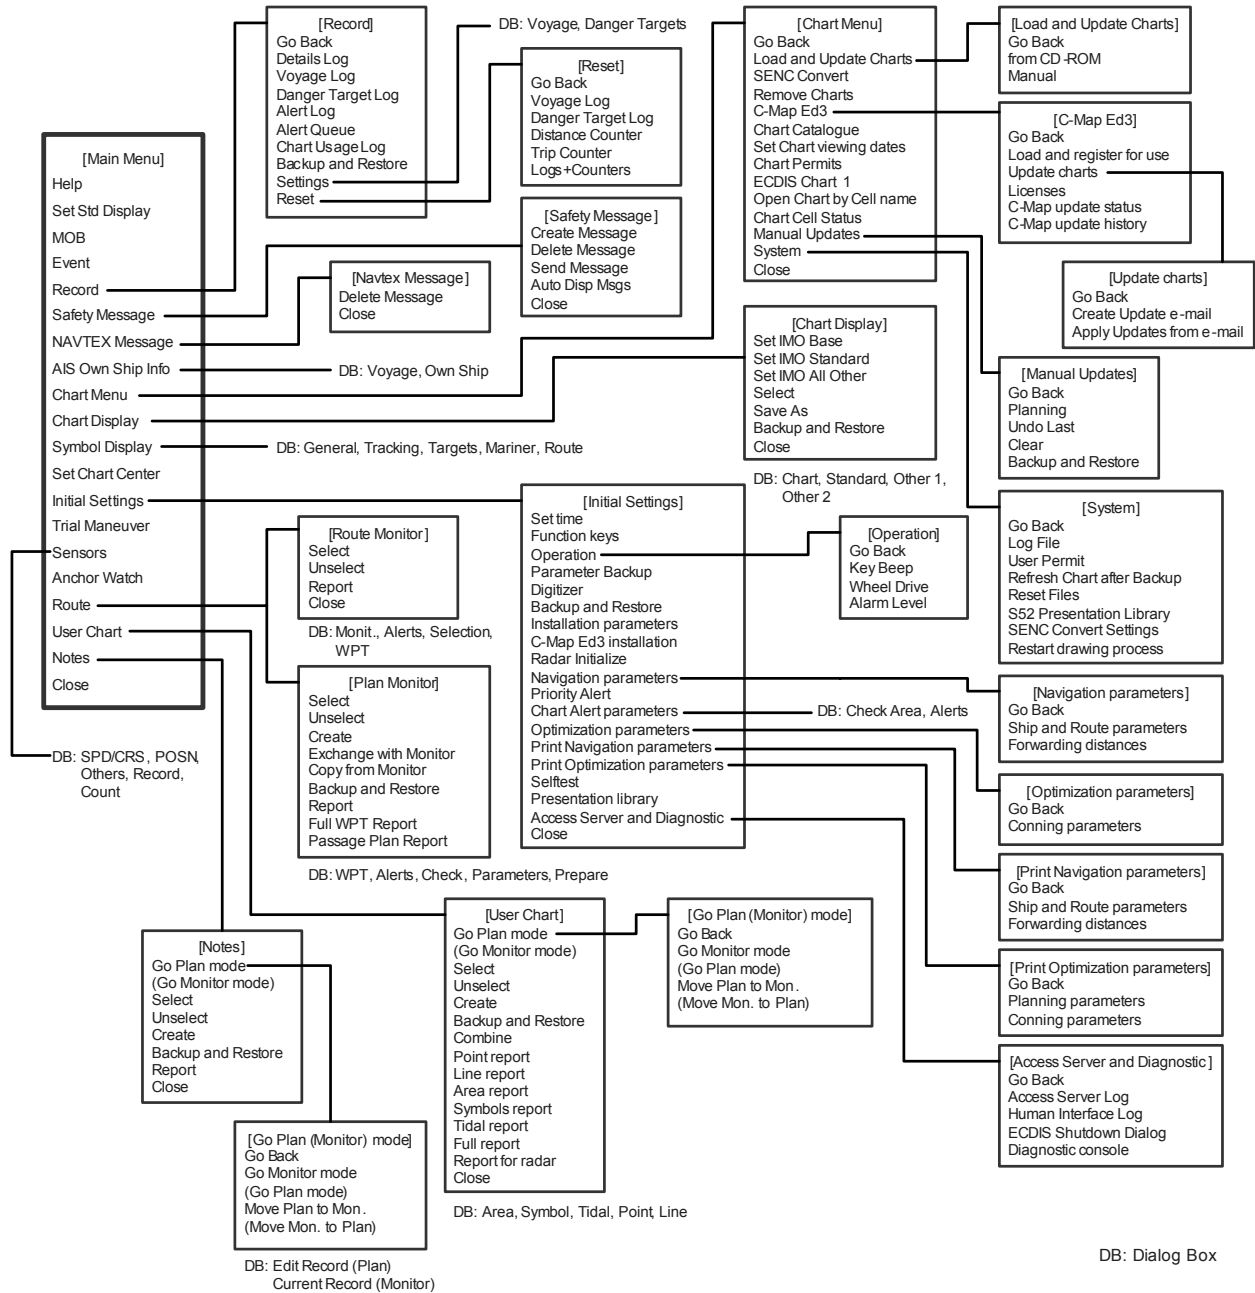 [Main Menu]
Help
Set Std Display
MOB
Event
Record
Safety Message
NAVTEX Message
AIS Own Ship Info
Chart Menu
Chart Display
Symbol Display
Set Chart Center
Initial Settings
Trial Maneuver
Sensors
Anchor Watch
Route
User Chart
Notes
Close
DB: SPD/CRS, POSN,
Others, Record,
Count
[Record]
Go Back
Details Log
Voyage Log
Danger Target Log
Alert Log
Alert Queue
Chart Usage Log
Backup and Restore
Settings
Reset
DB: Voyage, Danger Targets
[Reset]
Go Back
Voyage Log
Danger Target Log
Distance Counter
Trip Counter
Logs+Counters
[Safety Message]
Create Message
Delete Message
Send Message
Auto Disp Msgs
Close
[Navtex Message]
Delete Message
Close
DB: Voyage, Own Ship
[Chart Menu]
Go Back
Load and Update Charts
SENC Convert
Remove Charts
C-Map Ed3
Chart Catalogue
Set Chart viewing dates
Chart Permits
ECDIS Chart 1
Open Chart by Cell name
Chart Cell Status
Manual Updates
System
Close
[Load and Update Charts]
Go Back
from CD-ROM
Manual
[C-Map Ed3]
Go Back
Load and register for use
Update charts
Licenses
C-Map update status
C-Map update history
[Update charts]
Go Back
Create Update e-mail
Apply Updates from e-mail
[Manual Updates]
Go Back
Planning
Undo Last
Clear
Backup and Restore
[System]
Go Back
Log File
User Permit
Refresh Chart after Backup
Reset Files
S52 Presentation Library
SENC Convert Settings
Restart drawing process
[Chart Display]
Set IMO Base
Set IMO Standard
Set IMO All Other
Select
Save As
Backup and Restore
Close
DB: Chart, Standard, Other 1,
Other 2
DB: General, Tracking, Targets, Mariner, Route
[Initial Settings]
Set time
Function keys
Operation
Parameter Backup
Digitizer
Backup and Restore
Installation parameters
C-Map Ed3 installation
Radar Initialize
Navigation parameters
Priority Alert
Chart Alert parameters
Optimization parameters
Print Navigation parameters
Print Optimization parameters
Selftest
Presentation library
Access Server and Diagnostic
Close
[Operation]
Go Back
Key Beep
Wheel Drive
Alarm Level
DB: Check Area, Alerts
[Navigation parameters]
Go Back
Ship and Route parameters
Forwarding distances
[Optimization parameters]
Go Back
Conning parameters
[Print Navigation parameters]
Go Back
Ship and Route parameters
Forwarding distances
[Print Optimization parameters]
Go Back
Planning parameters
Conning parameters
[Access Server and Diagnostic]
Go Back
Access Server Log
Human Interface Log
ECDIS Shutdown Dialog
Diagnostic console
[Route Monitor]
Select
Unselect
Report
Close
DB: Monit., Alerts, Selection,
WPT
[Plan Monitor]
Select
Unselect
Create
Exchange with Monitor
Copy from Monitor
Backup and Restore
Report
Full WPT Report
Passage Plan Report
DB: WPT, Alerts, Check, Parameters, Prepare
[User Chart]
Go Plan mode
(Go Monitor mode)
Select
Unselect
Create
Backup and Restore
Combine
Point report
Line report
Area report
Symbols report
Tidal report
Full report
Report for radar
Close
DB: Area, Symbol, Tidal, Point, Line
[Go Plan (Monitor) mode]
Go Back
Go Monitor mode
(Go Plan mode)
Move Plan to Mon.
(Move Mon. to Plan)
[Notes]
Go Plan mode
(Go Monitor mode)
Select
Unselect
Create
Backup and Restore
Report
Close
[Go Plan (Monitor) mode]
Go Back
Go Monitor mode
(Go Plan mode)
Move Plan to Mon.
(Move Mon. to Plan)
DB: Edit Record (Plan)
Current Record (Monitor)
DB: Dialog Box